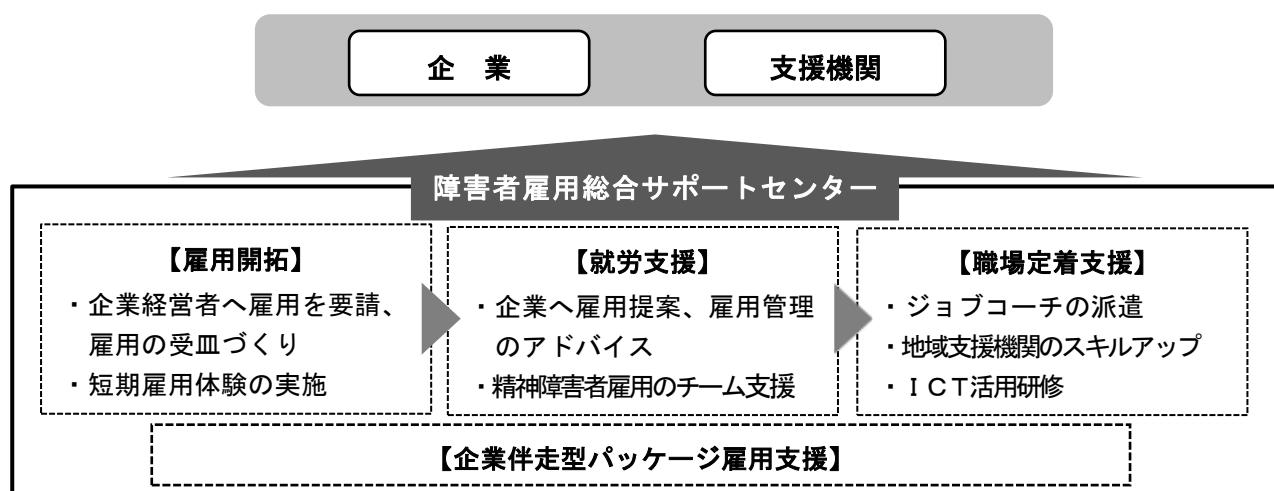 企　業
支援機関
障害者雇用総合サポートセンター
【雇用開拓】
・企業経営者へ雇用を要請、
雇用の受皿づくり
・短期雇用体験の実施
【就労支援】
・企業へ雇用提案、雇用管理
のアドバイス
・精神障害者雇用のチーム支援
【職場定着支援】
・ジョブコーチの派遣
・地域支援機関のスキルアップ
・ＩＣＴ活用研修
【企業伴走型パッケージ雇用支援】